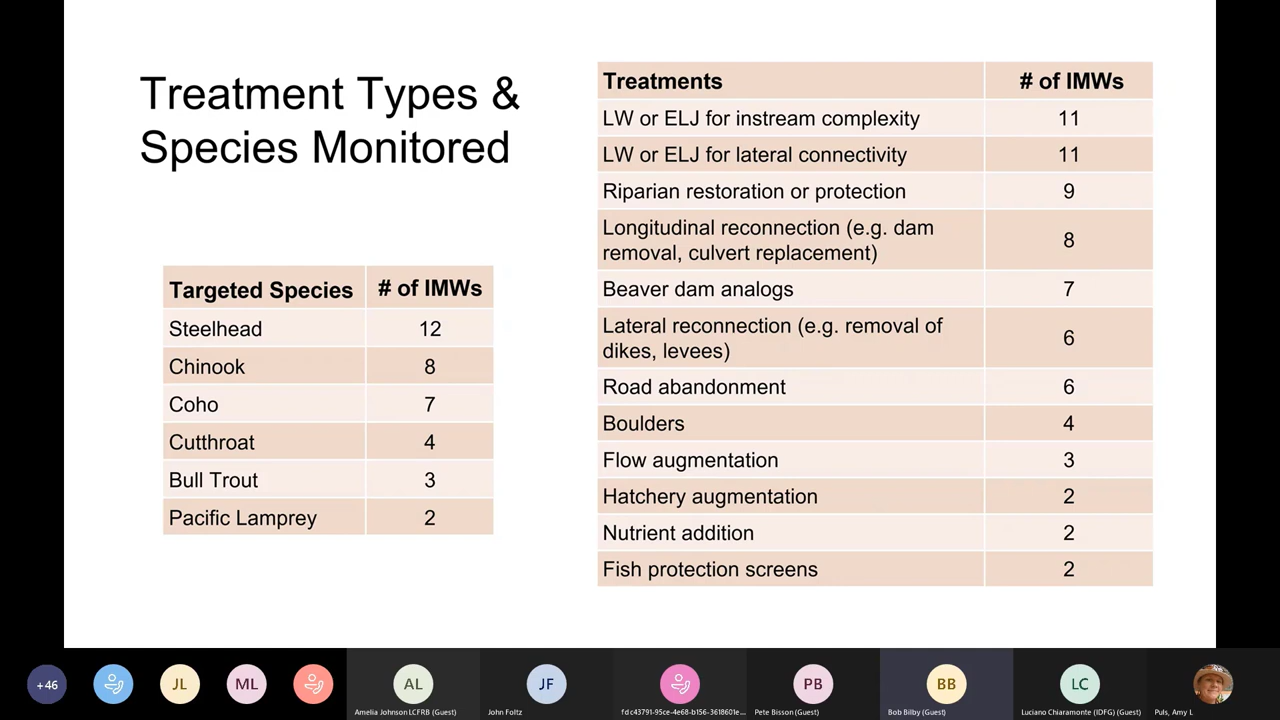 Treatment Types &
Species Monitored
Targeted Species # of IMWs
Steelhead 12
Chinook 8
Coho 7
Cutthroat 4
Bull Trout 3
Pacific Lamprey 2
Treatments # of IMWs
LW or ELJ for instream complexity 11
LW or ELJ for lateral connectivity 11
Riparian restoration or protection 9
Longitudinal reconnection (e.g. dam
removal, culvert replacement) 8
Beaver dam analogs 7
Lateral reconnection (e.g. removal of
dikes, levees) 6
Road abandonment 6
Boulders 4
Flow augmentation 3
Hatchery augmentation 2
Nutrient addition 2
Fish protection screens 2
+46 JL ML AL JF PB BB LC
Amelia Johnson LCFRB (Guest) John Foltz fdc43791-95ce-4e68-b156-3618601e... Pete Bisson (Guest) Bob Bilby (Guest) Luciano Chiaramonte (IDFG) (Guest) Puls, Amy L